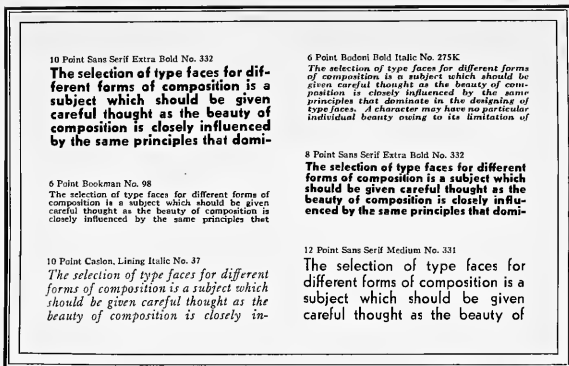 10 Point Sans Serif Extra Bold No. 332
The selection of type faces for dif-
ferent forms of composition is a
subject which should be given
careful thought as the beauty of
composition is closely influenced
by the same principles that domi-
6 Point Bookman No. 98
The selection of type faces for different forms of
composition is a subject which should be given
careful thought as the beauty of composition is
closely influenced by the same principles that
10 Point Caslon, Lining Italic No. 37
The selection of type faces for different
forms of composition is a subject which
should be given careful thought as the
beauty of composition is closely in-
6 Point Bodoni Bold Italic No. 275K
The selection of type faces for different forms
of composition is a subject which should be
given careful thought as the beauty of com-
position is closely influenced by the same
principles that dominate in the designing of
type faces. A character may have no particular
individual beauty owing to its limitation of
8 Point Sans Serif Extra Bold No. 332
The selection of type faces for different
forms of composition is a subject which
should be given careful thought as the
beauty of composition is closely influ-
enced by the same principles that domi-
12 Point Sans Serif Medium No. 331
The selection of type faces for
different forms of composition is a
subject which should be given
careful thought as the beauty of